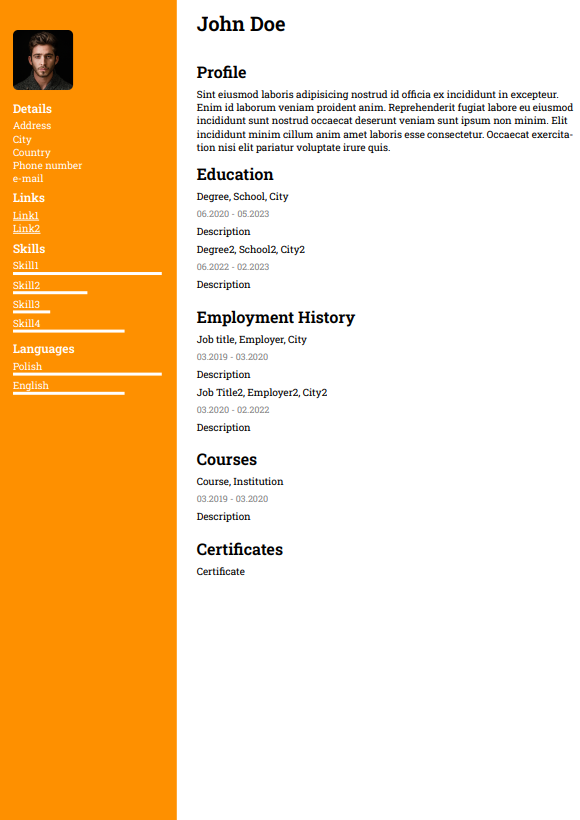 John Doe
Details
Address
City
Country
Phone number
e-mail
Links
Link1
Link2
Skills
Skill1
Skill2
Skill3
Skill4
Languages
Polish
English
Profile
Sint eiusmod laboris adipisicing nostrud id officia ex incididunt in excepteur.
Enim id laborum veniam proident anim. Reprehenderit fugiat labore eu eiusmod
incididunt sunt nostrud occaecat deserunt veniam sunt ipsum non minim. Elit
incididunt minim cillum anim amet laboris esse consectetur. Occaecat exercita-
tion nisi elit pariatur voluptate irure quis.
Education
Degree, School, City
06.2020 - 05.2023
Description
Degree2, School2, City2
06.2022 - 02.2023
Description
Employment History
Job title, Employer, City
03.2019 - 03.2020
Description
Job Title2, Employer2, City2
03.2020 - 02.2022
Description
Courses
Course, Institution
03.2019 - 03.2020
Description
Certificates
Certificate